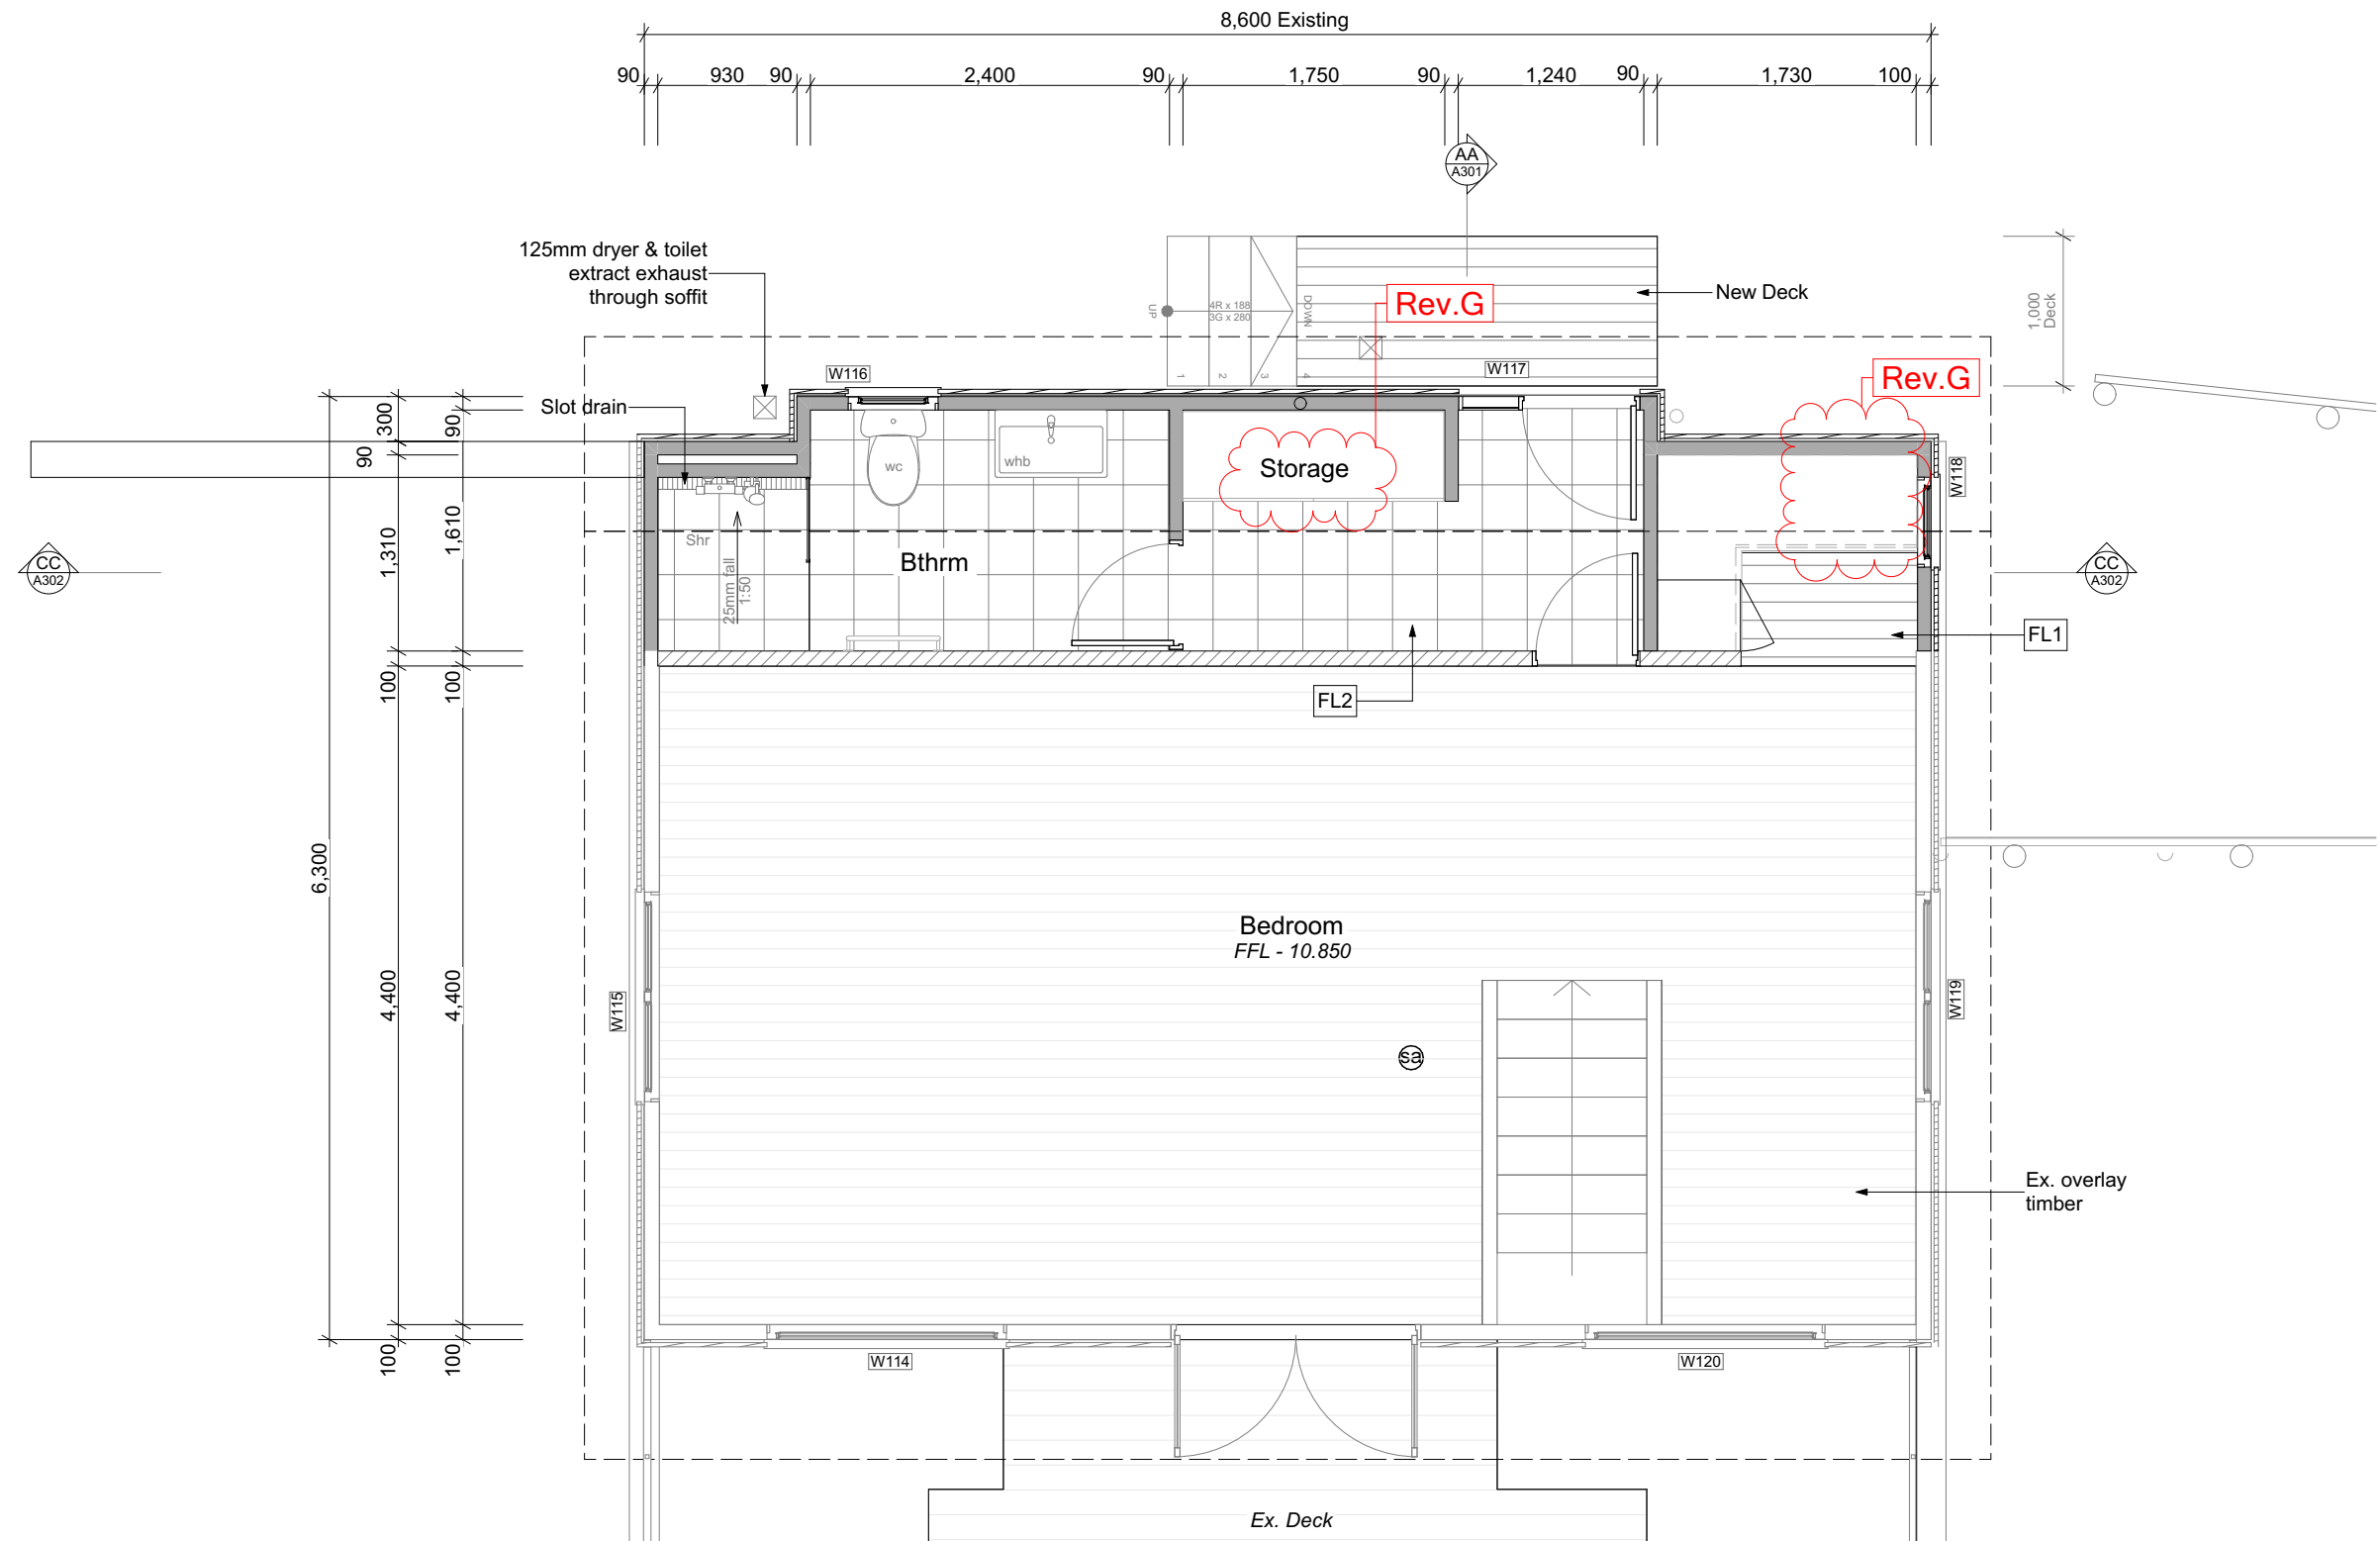 8,600 Existing
90 930 90 2,400 90 1,750 90 1,240 90 1,730 100
AA
A301
125mm dryer & toilet
extract exhaust
through soffit
UP
4R x 188
3G x 280
DOWN
1 2 3 4
Rev.G
New Deck
1,000
Deck
W116
W117
Rev.G
Slot drain
300
90
90
wc
whb
Storage
W118
1,310
1,610
Shr
25mm fall
1:50
Bthrm
CC
A302
CC
A302
FL1
100
100
FL2
6,300
Bedroom
FFL - 10.850
4,400
4,400
W115
W119
sa
Ex. overlay
timber
100
100
W114
W120
Ex. Deck